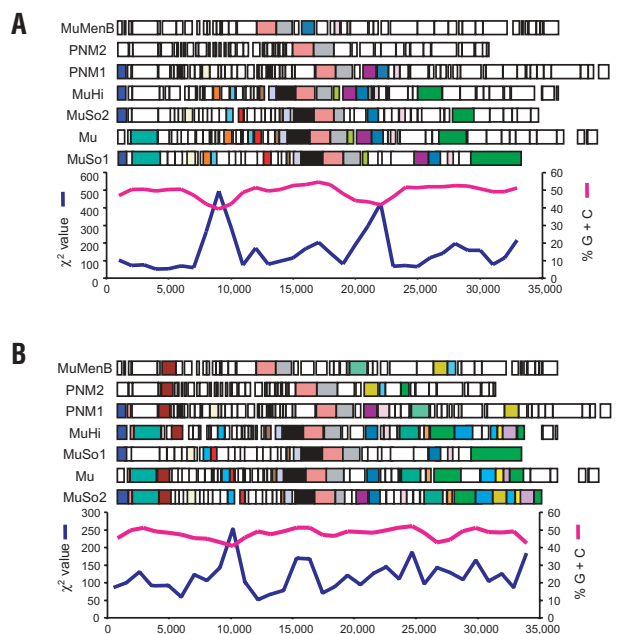 A
MuMenB
PNM2
PNM1
MuHi
MuSo2
Mu
MuSo1
600
500
400
300
200
100
0
χ² value
60
50
40
30
20
10
0
% G + C
0 5,000 10,000 15,000 20,000 25,000 30,000 35,000
B
MuMenB
PNM2
PNM1
MuHi
MuSo1
Mu
MuSo2
300
250
200
150
100
50
0
χ² value
60
50
40
30
20
10
0
% G + C
0 5,000 10,000 15,000 20,000 25,000 30,000 35,000